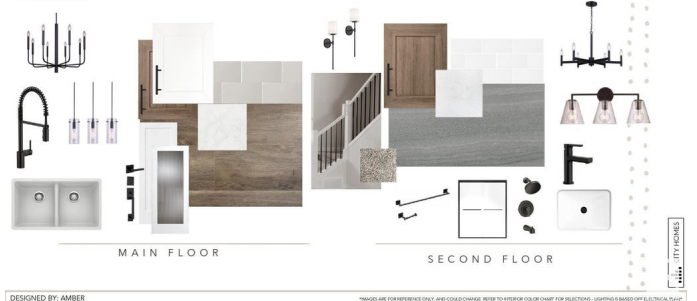 MAIN FLOOR
SECOND FLOOR
CITY HOMES
DESIGNED BY: AMBER
*IMAGES ARE FOR REFERENCE ONLY, AND COULD CHANGE. REFER TO INTERIOR COLOR CHART FOR SELECTIONS - LIGHTING IS BASED OFF ELECTRICAL PLAN*